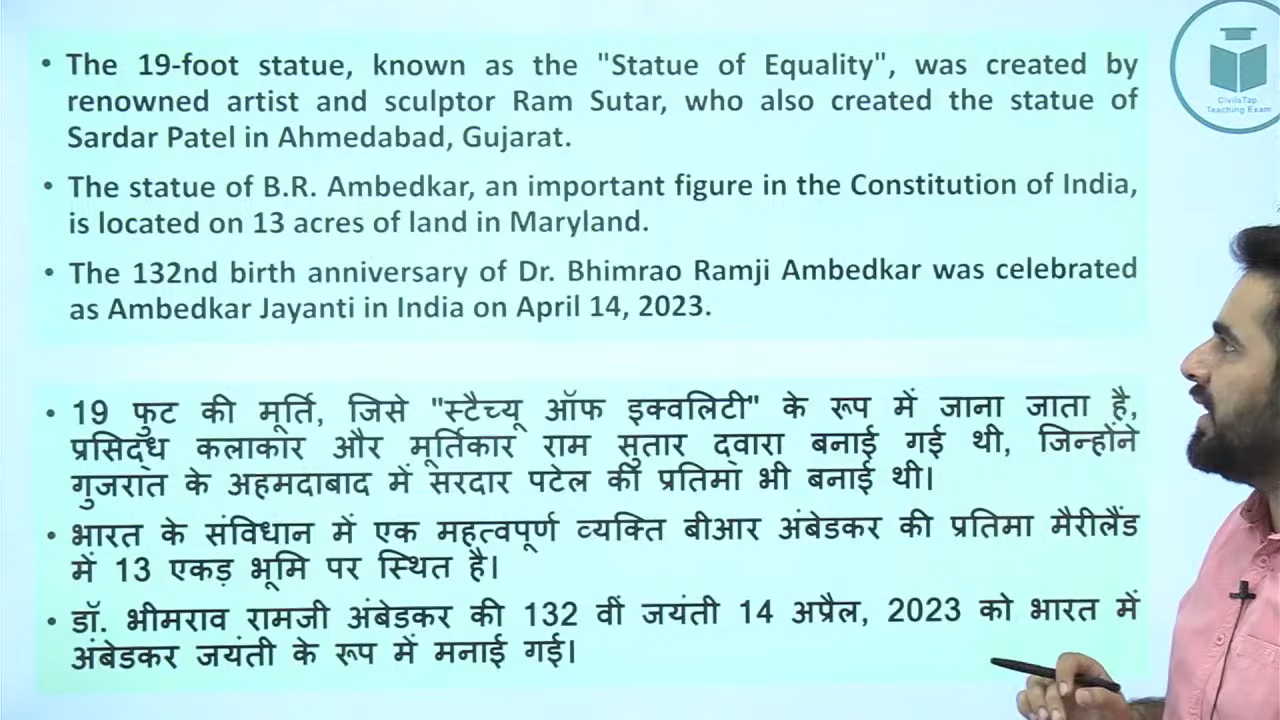 • The 19-foot statue, known as the "Statue of Equality", was created by
renowned artist and sculptor Ram Sutar, who also created the statue of
Sardar Patel in Ahmedabad, Gujarat.
• The statue of B.R. Ambedkar, an important figure in the Constitution of India,
is located on 13 acres of land in Maryland.
• The 132nd birth anniversary of Dr. Bhimrao Ramji Ambedkar was celebrated
as Ambedkar Jayanti in India on April 14, 2023.
• 19 फुट की मूर्ति, जिसे "स्टैच्यू ऑफ इक्वलिटी" के रूप में जाना जाता है,
प्रसिद्ध कलाकार और मूर्तिकार राम सुतार द्वारा बनाई गई थी, जिन्होंने
गुजरात के अहमदाबाद में सरदार पटेल की प्रतिमा भी बनाई थी।
• भारत के संविधान में एक महत्वपूर्ण व्यक्ति बीआर अंबेडकर की प्रतिमा मैरीलैंड
में 13 एकड़ भूमि पर स्थित है।
• डॉ. भीमराव रामजी अंबेडकर की 132 वीं जयंती 14 अप्रैल, 2023 को भारत में
अंबेडकर जयंती के रूप में मनाई गई।
CivilsTap
Teaching Exam